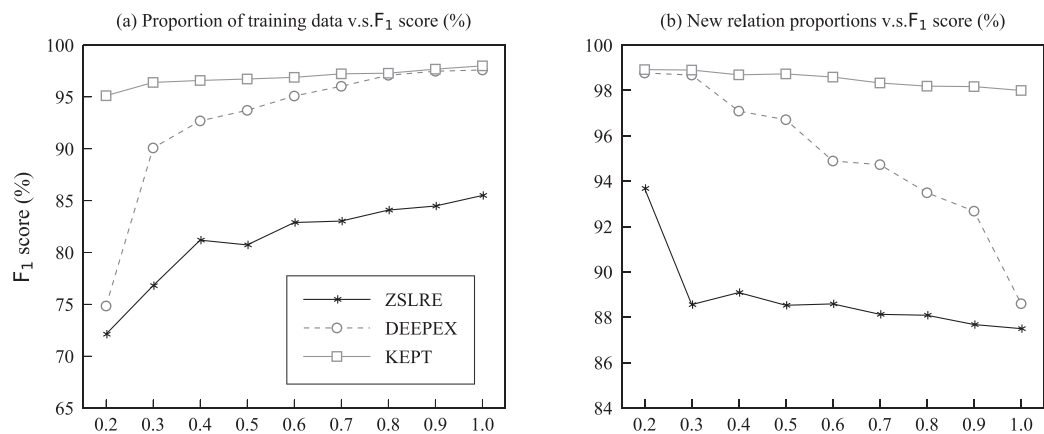 (a) Proportion of training data v.s.F₁ score (%)
(b) New relation proportions v.s.F₁ score (%)
F₁ score (%)
100
95
90
85
80
75
70
65
0.2 0.3 0.4 0.5 0.6 0.7 0.8 0.9 1.0
ZSLRE
DEEPEX
KEPT
100
98
96
94
92
90
88
86
84
0.2 0.3 0.4 0.5 0.6 0.7 0.8 0.9 1.0